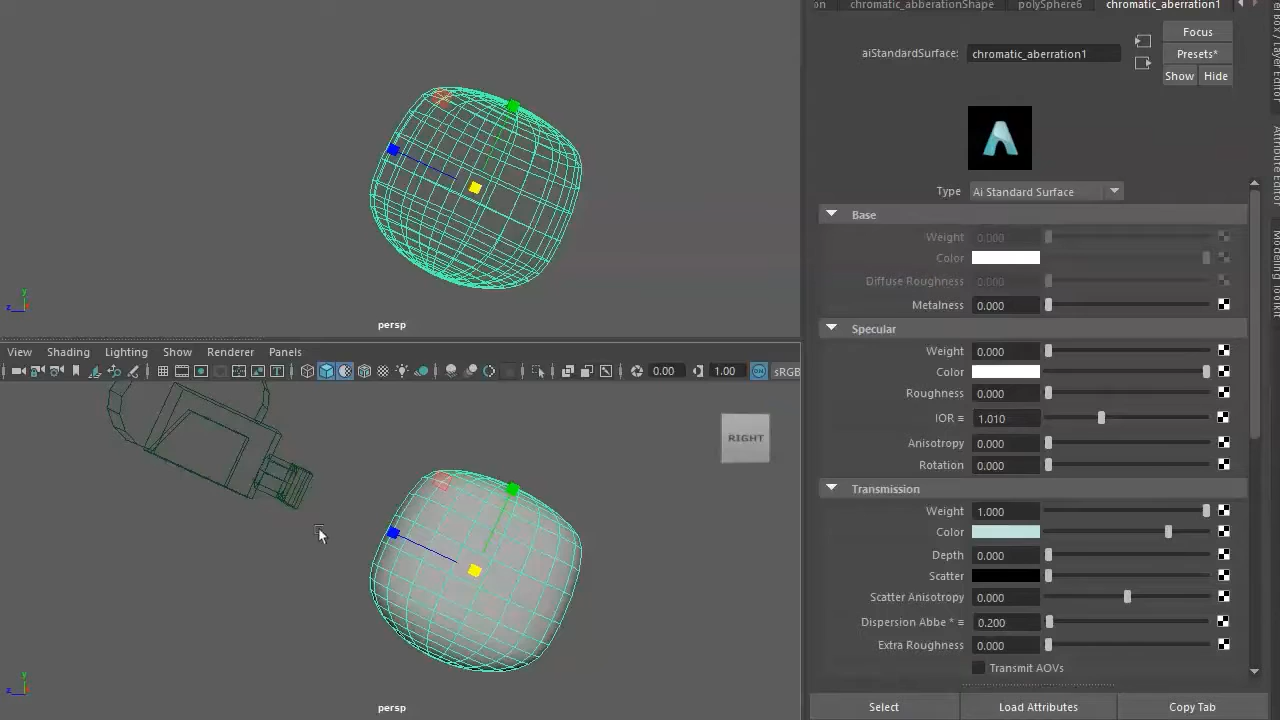 on chromatic_abberationShape polySphere6 chromatic_aberration1
Focus
aiStandardSurface: chromatic_aberration1
Presets*
Show Hide
Type Ai Standard Surface
Base
Weight 0.000
Color
Diffuse Roughness 0.000
Metalness 0.000
Specular
Weight 0.000
Color
Roughness 0.000
IOR ≡ 1.010
Anisotropy 0.000
Rotation 0.000
Transmission
Weight 1.000
Color
Depth 0.000
Scatter
Scatter Anisotropy 0.000
Dispersion Abbe * ≡ 0.200
Extra Roughness 0.000
Transmit AOVs
Select Load Attributes Copy Tab
y
z
persp
View Shading Lighting Show Renderer Panels
0.00 1.00 ON sRGB
RIGHT
y
z
persp
Layer Editor
Attribute Editor
Modeling Toolkit